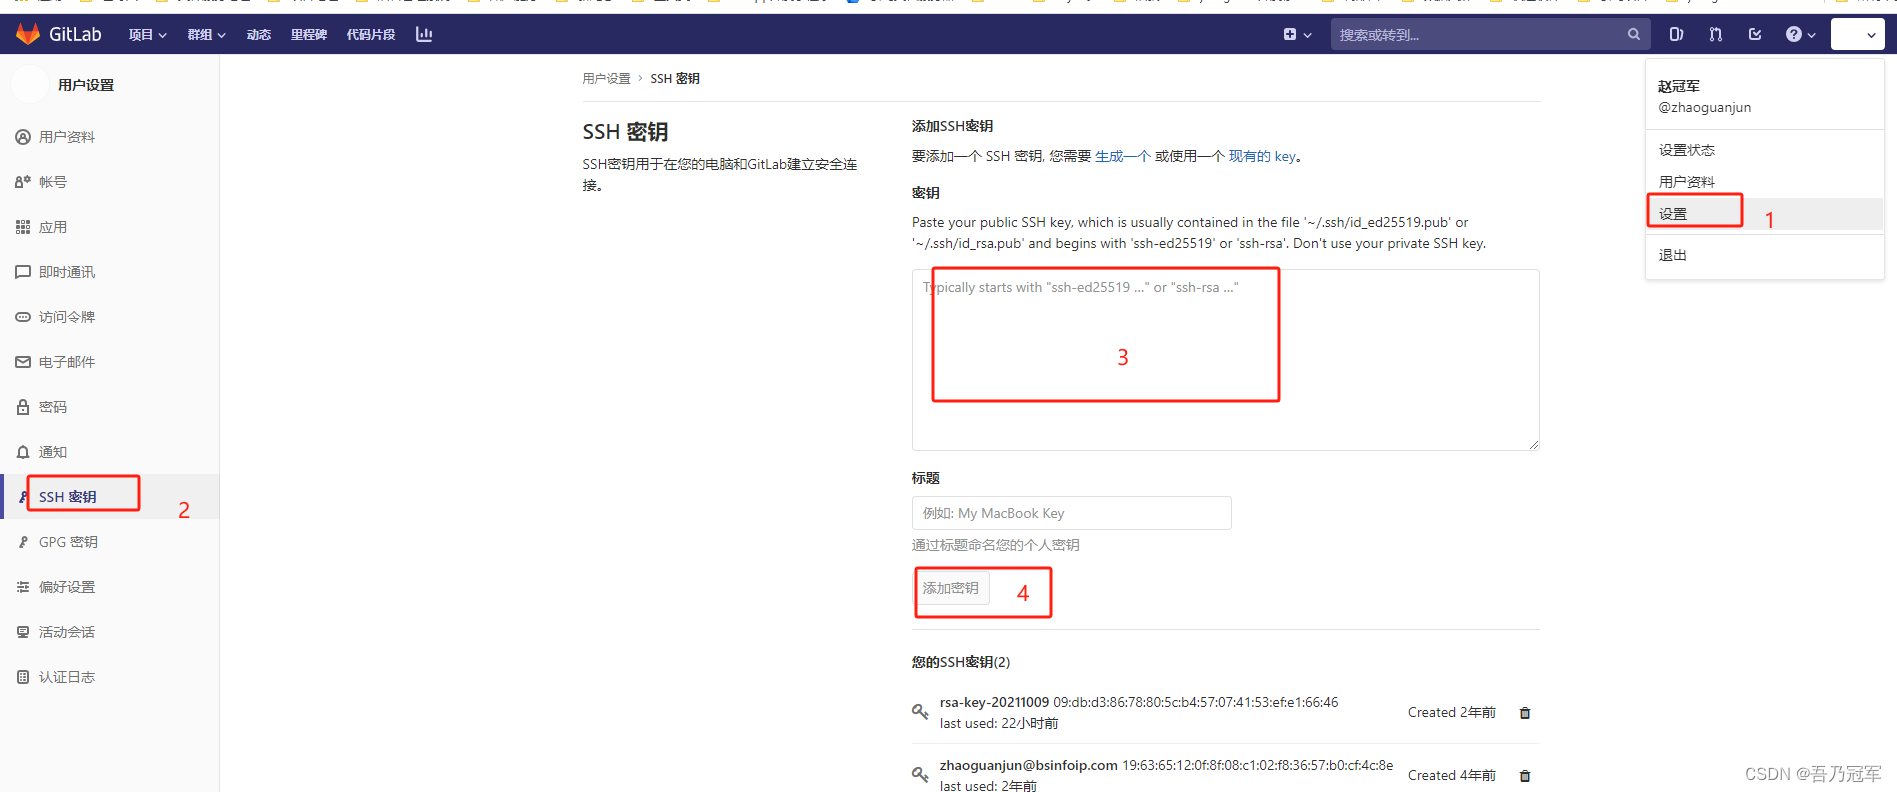 GitLab 项目 群组 动态 里程碑 代码片段 搜索或转到...
用户设置
用户资料
帐号
应用
即时通讯
访问令牌
电子邮件
密码
通知
SSH 密钥
2
GPG 密钥
偏好设置
活动会话
认证日志
用户设置 › SSH 密钥
SSH 密钥
SSH密钥用于在您的电脑和GitLab建立安全连
接。
添加SSH密钥
要添加一个 SSH 密钥, 您需要 生成一个 或使用一个 现有的 key。
密钥
Paste your public SSH key, which is usually contained in the file '~/.ssh/id_ed25519.pub' or
'~/.ssh/id_rsa.pub' and begins with 'ssh-ed25519' or 'ssh-rsa'. Don't use your private SSH key.
Typically starts with "ssh-ed25519 ..." or "ssh-rsa ..."
3
标题
例如: My MacBook Key
通过标题命名您的个人密钥
添加密钥
4
您的SSH密钥(2)
rsa-key-20211009 09:db:d3:86:78:80:5c:b4:57:07:41:53:ef:e1:66:46
last used: 22小时前
Created 2年前
zhaoguanjun@bsinfoip.com 19:63:65:12:0f:8f:08:c1:02:f8:36:57:b0:cf:4c:8e
last used: 2年前
Created 4年前
赵冠军
@zhaoguanjun
设置状态
用户资料
设置
1
退出
CSDN @吾乃冠军